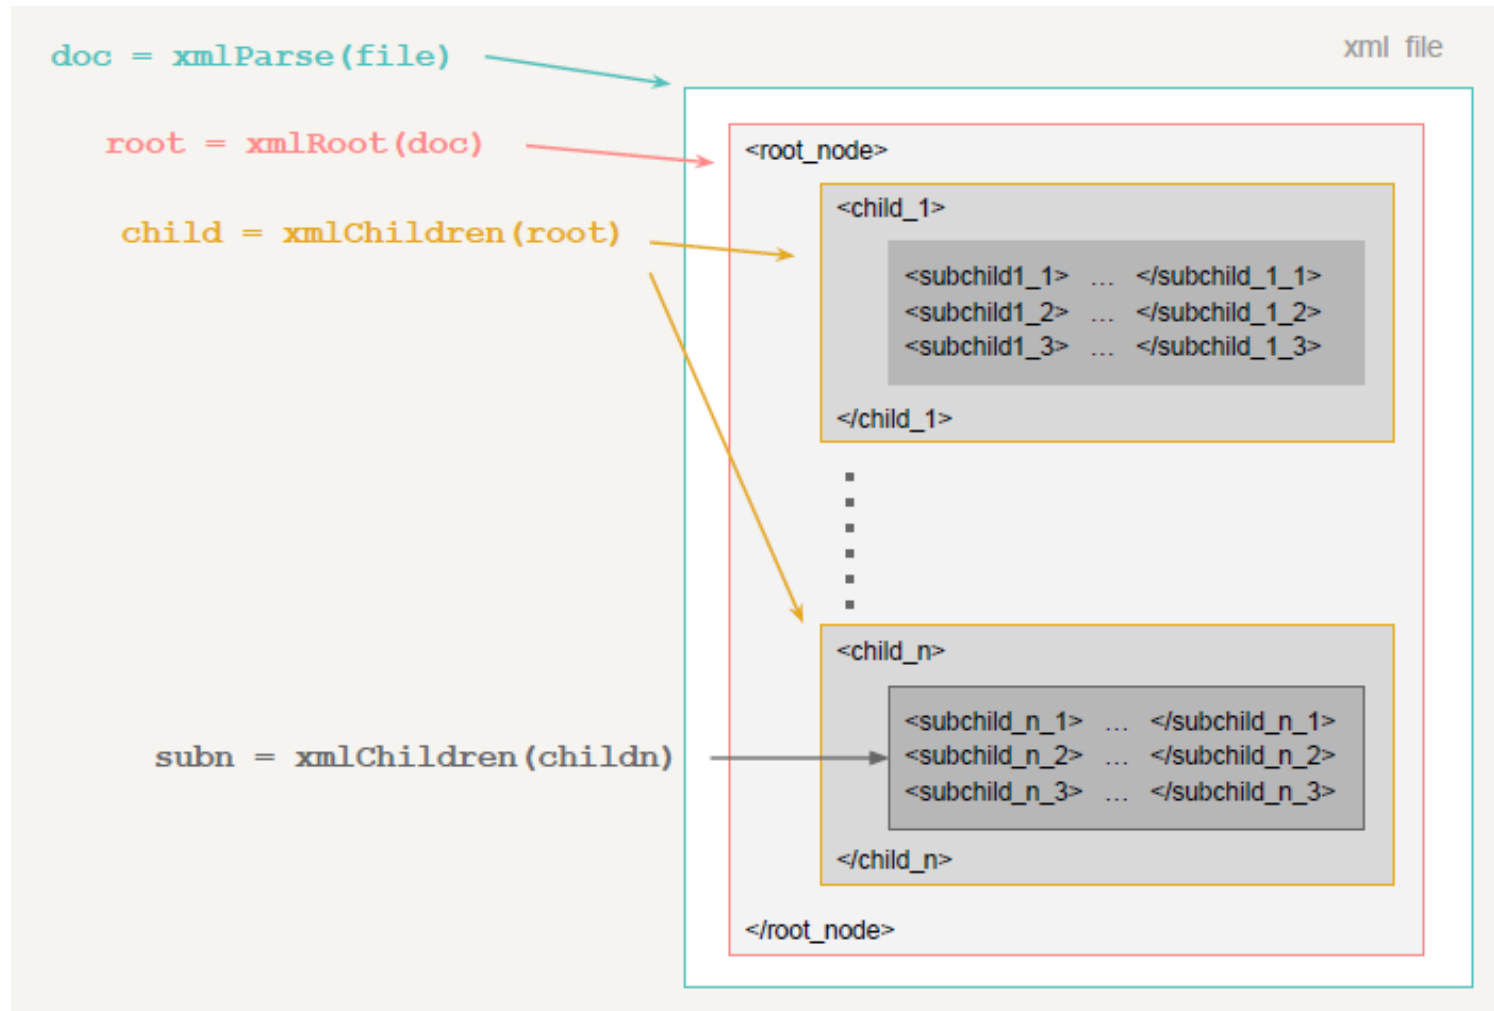 doc = xmlParse(file)
xml file
root = xmlRoot(doc)
<root_node>
child = xmlChildren(root)
<child_1>
<subchild1_1> ... </subchild_1_1>
<subchild1_2> ... </subchild_1_2>
<subchild1_3> ... </subchild_1_3>
</child_1>
<child_n>
<subchild_n_1> ... </subchild_n_1>
subn = xmlChildren(childn)
<subchild_n_2> ... </subchild_n_2>
<subchild_n_3> ... </subchild_n_3>
</child_n>
</root_node>